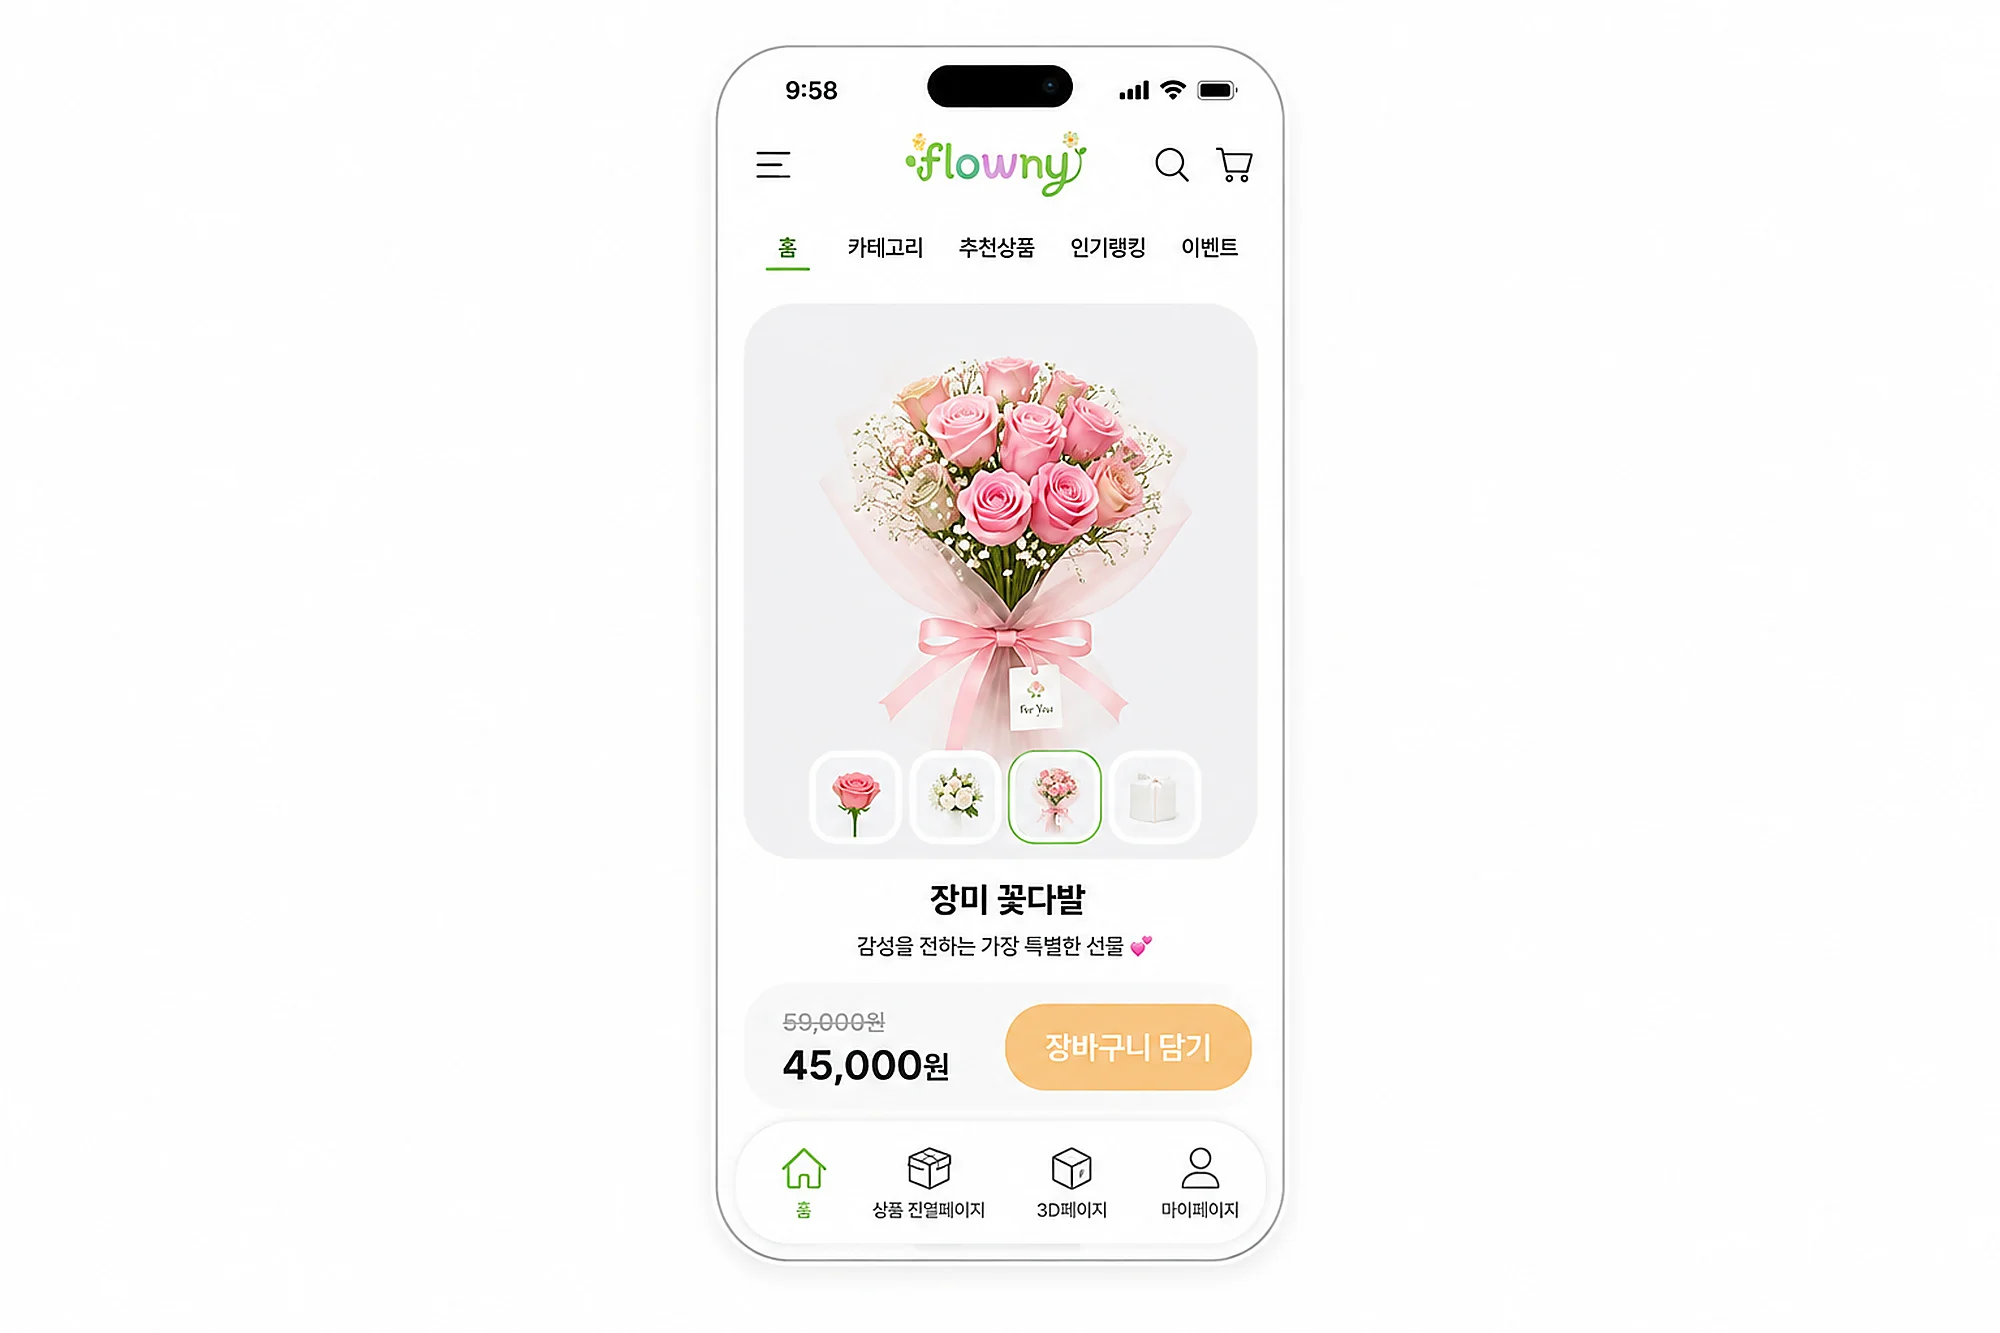 9:58
flowny
홈 카테고리 추천상품 인기랭킹 이벤트
For You
장미 꽃다발
감성을 전하는 가장 특별한 선물 💕
59,000원
45,000원
장바구니 담기
홈 상품 진열페이지 3D페이지 마이페이지